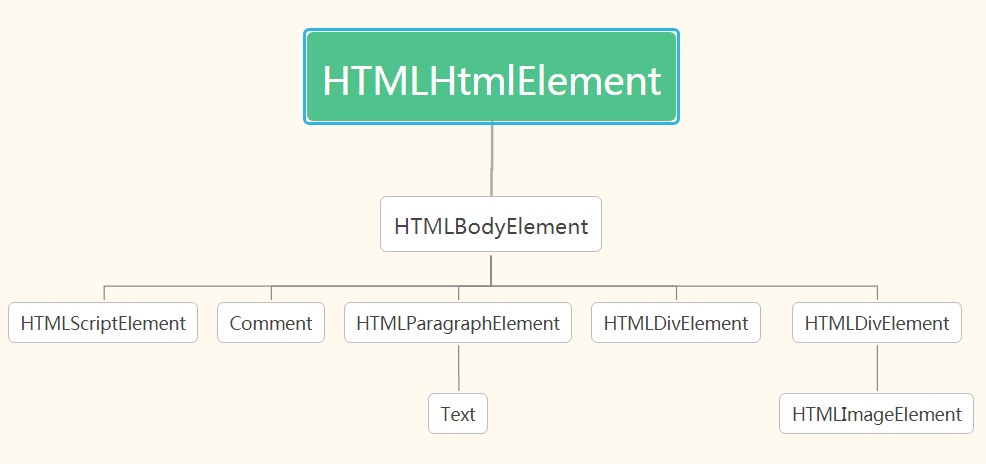 HTMLHtmlElement
HTMLBodyElement
HTMLScriptElement
Comment
HTMLParagraphElement
HTMLDivElement
HTMLDivElement
Text
HTMLImageElement